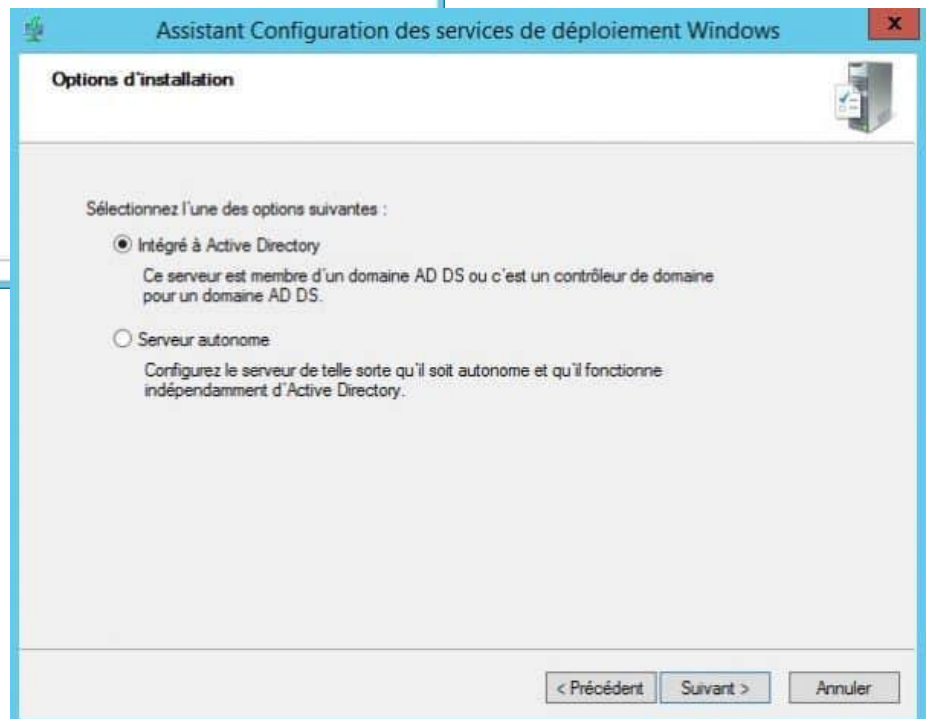 Assistant Configuration des services de déploiement Windows
x
Options d'installation
Sélectionnez l'une des options suivantes :
Intégré à Active Directory
Ce serveur est membre d'un domaine AD DS ou c'est un contrôleur de domaine
pour un domaine AD DS.
Serveur autonome
Configurez le serveur de telle sorte qu'il soit autonome et qu'il fonctionne
indépendamment d'Active Directory.
< Précédent Suivant > Annuler